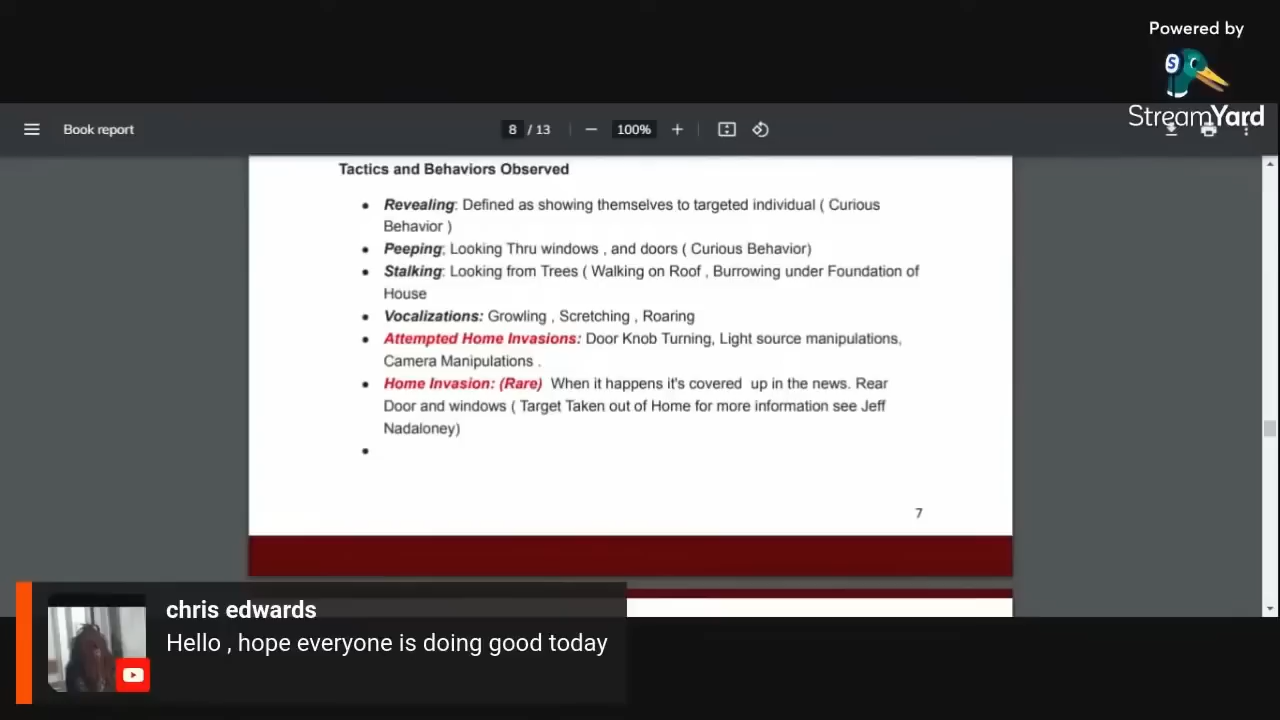 Powered by
StreamYard
Book report
8 / 13
100%
Tactics and Behaviors Observed
Revealing: Defined as showing themselves to targeted individual ( Curious
Behavior )
Peeping; Looking Thru windows , and doors ( Curious Behavior)
Stalking: Looking from Trees ( Walking on Roof , Burrowing under Foundation of
House
Vocalizations: Growling , Scretching , Roaring
Attempted Home Invasions: Door Knob Turning, Light source manipulations,
Camera Manipulations .
Home Invasion: (Rare) When it happens it's covered up in the news. Rear
Door and windows ( Target Taken out of Home for more information see Jeff
Nadaloney)
7
chris edwards
Hello , hope everyone is doing good today